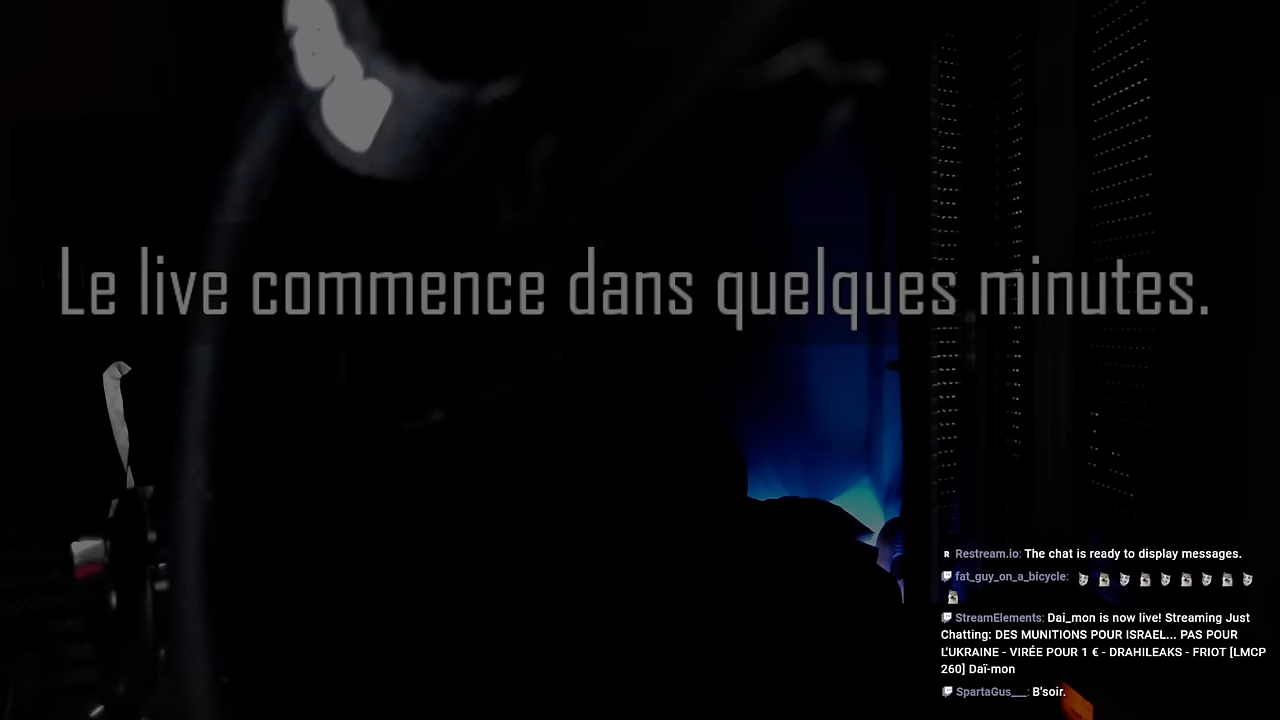 Le live commence dans quelques minutes.
R Restream.io: The chat is ready to display messages.
fat_guy_on_a_bicycle:
StreamElements: Dai_mon is now live! Streaming Just
Chatting: DES MUNITIONS POUR ISRAEL... PAS POUR
L'UKRAINE - VIRÉE POUR 1 € - DRAHILEAKS - FRIOT [LMCP
260] Daï-mon
SpartaGus__: B'soir.